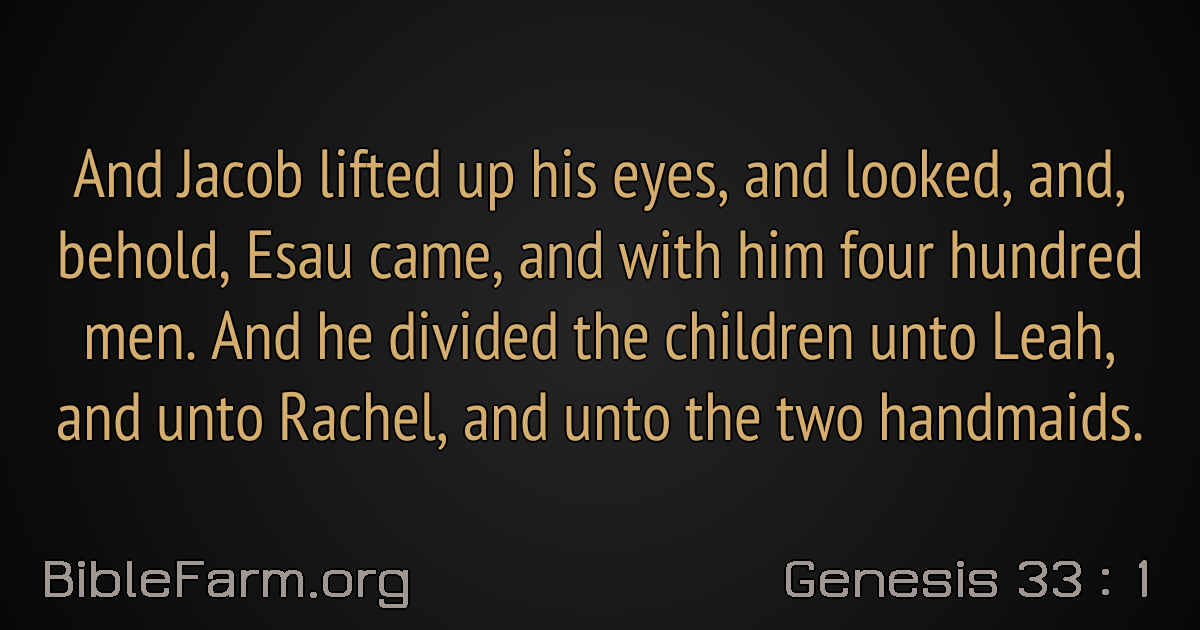 And Jacob lifted up his eyes, and looked, and,
behold, Esau came, and with him four hundred
men. And he divided the children unto Leah,
and unto Rachel, and unto the two handmaids.
BibleFarm.org
Genesis 33 : 1